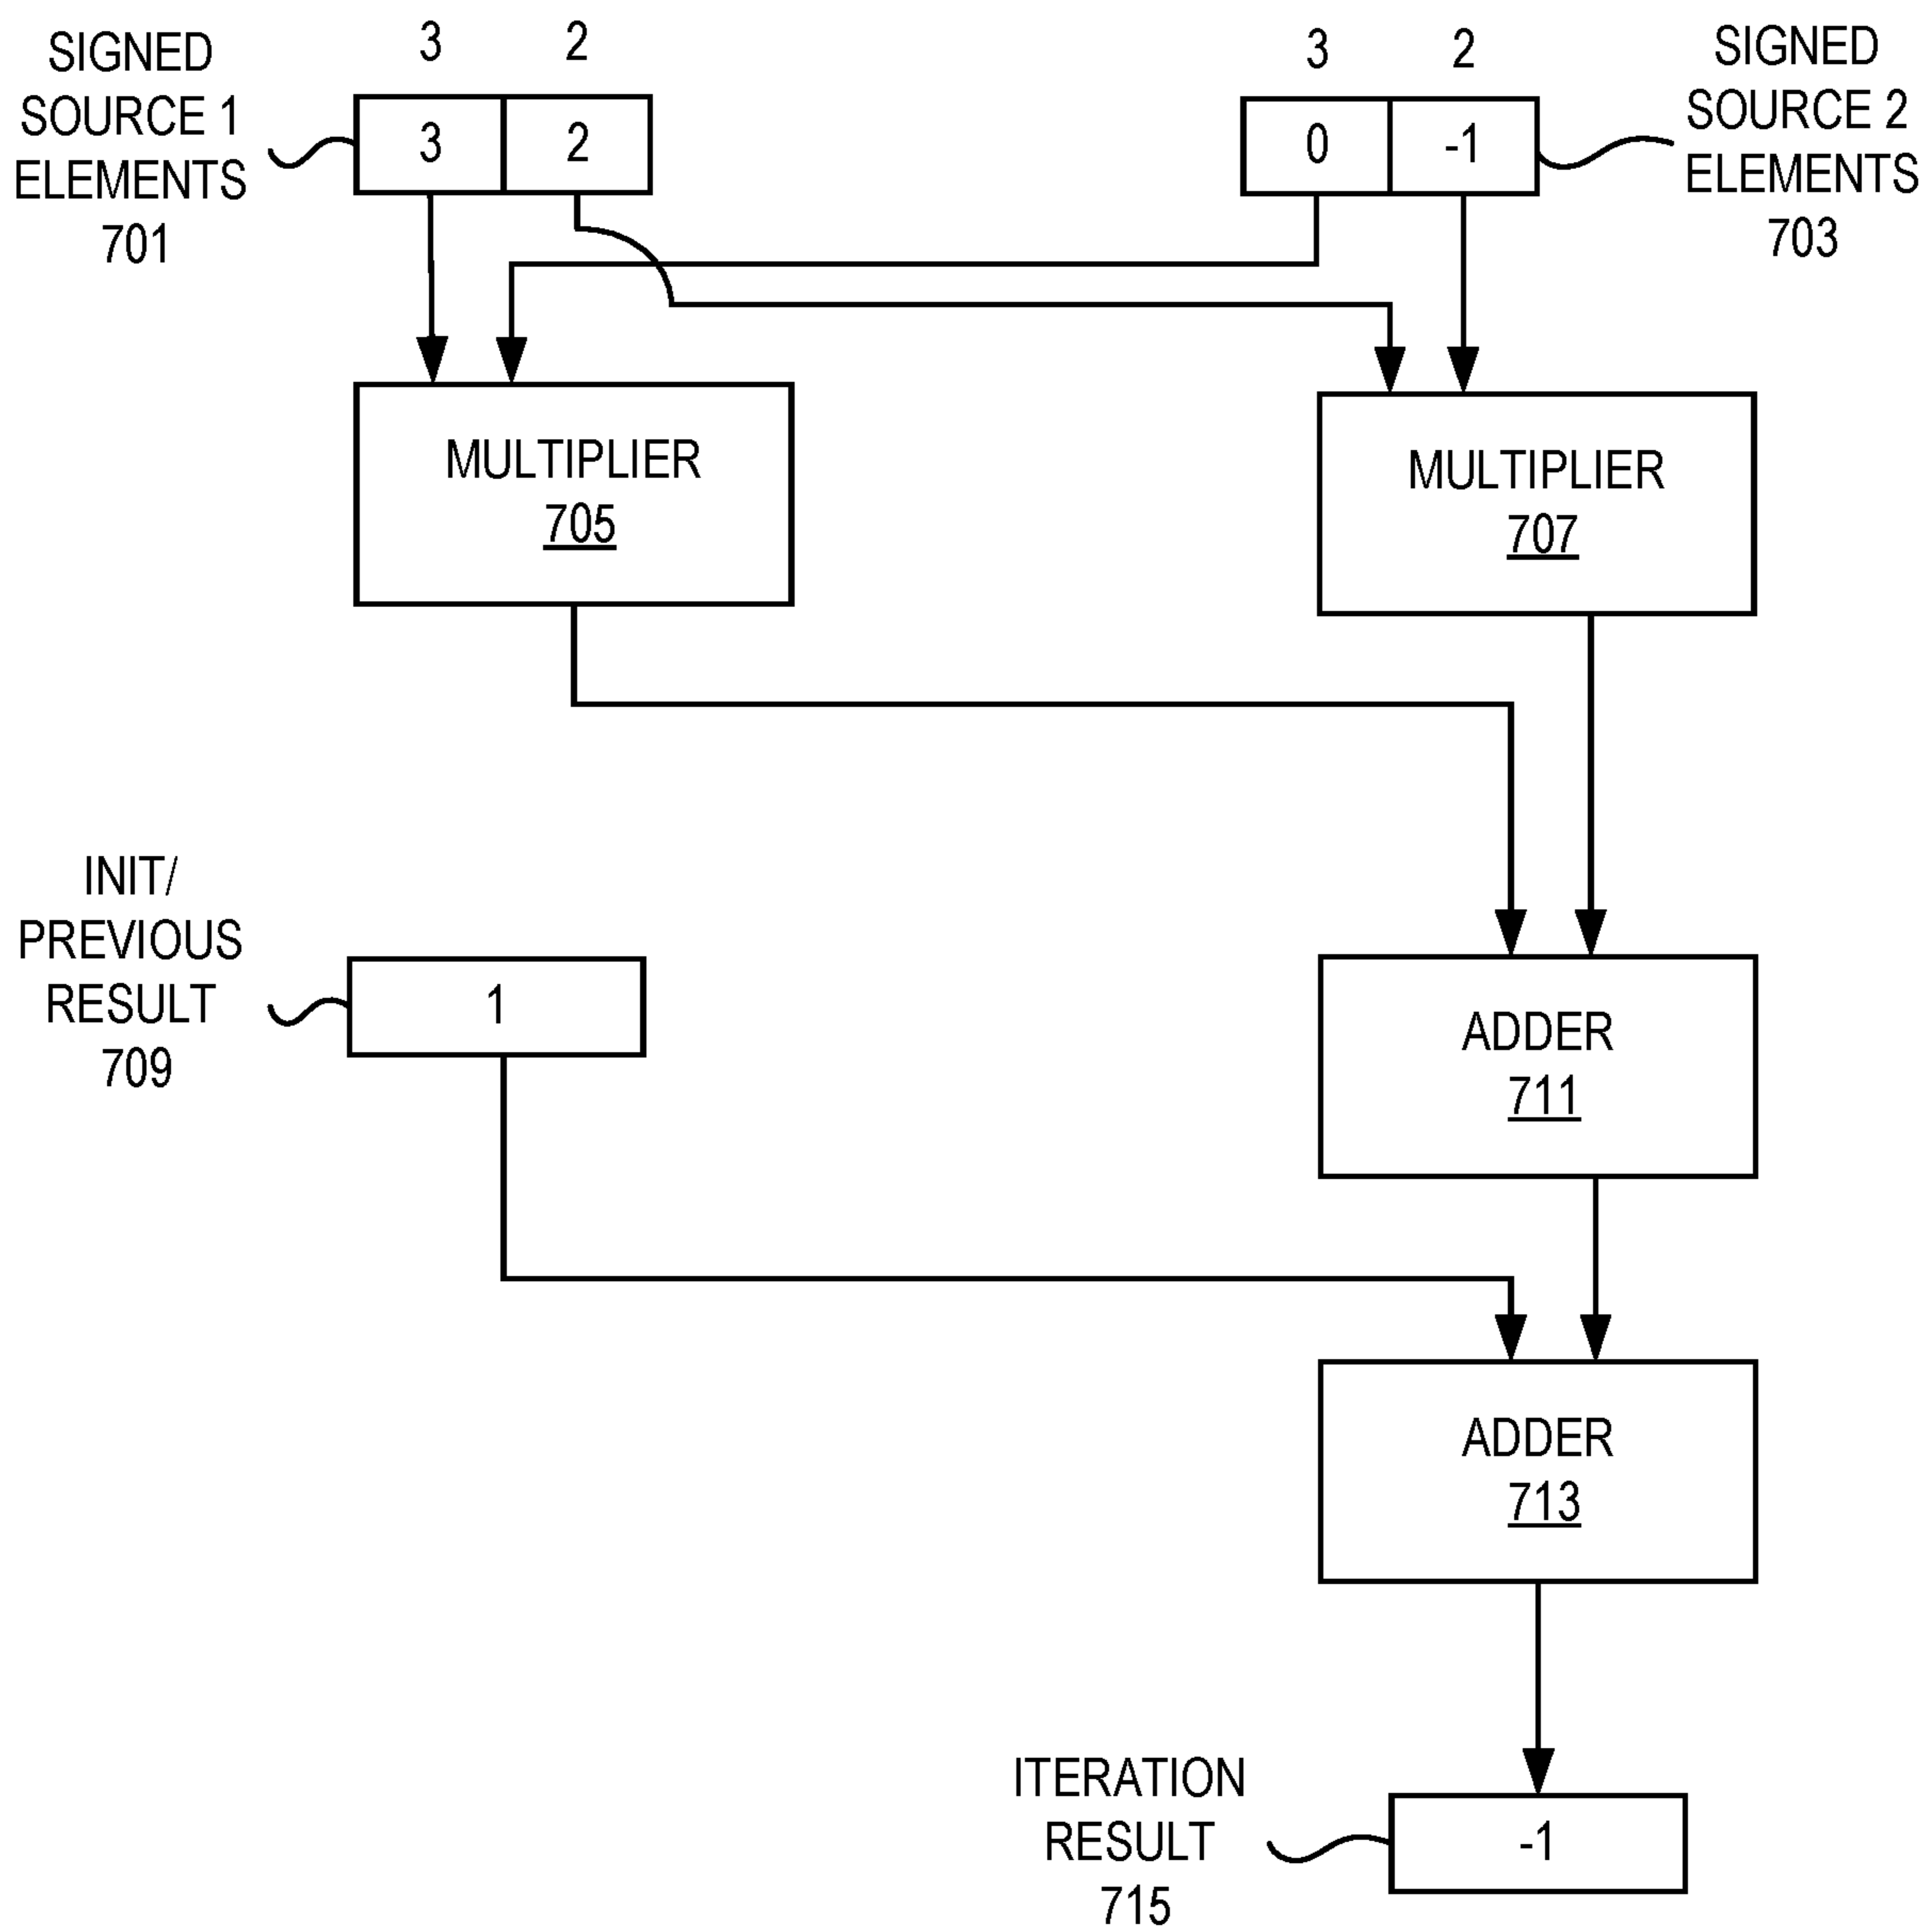 SIGNED
SOURCE 1
ELEMENTS
701
3 2
3 2
3 2
0 -1
SIGNED
SOURCE 2
ELEMENTS
703
MULTIPLIER
705
MULTIPLIER
707
INIT/
PREVIOUS
RESULT
709
1
ADDER
711
ADDER
713
ITERATION
RESULT
715
-1